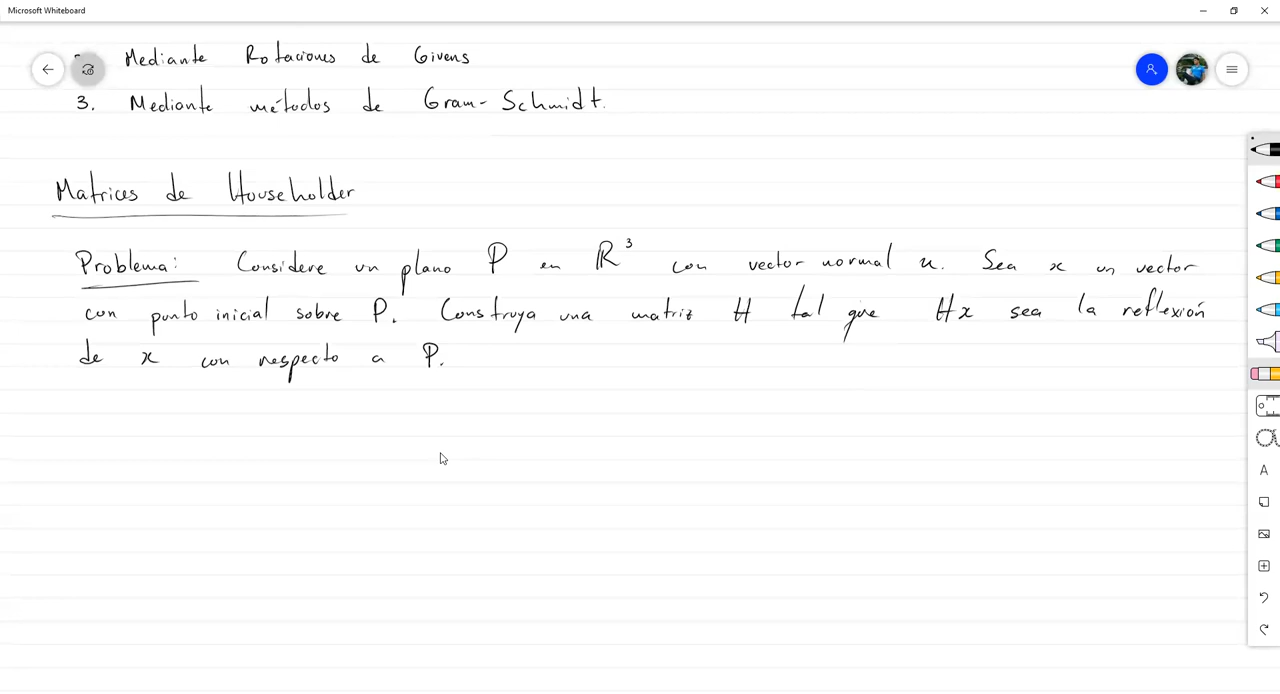 Microsoft Whiteboard
Mediante Rotaciones de Givens
3. Mediante métodos de Gram-Schmidt.
Matrices de Householder
Problema: Considere un plano P en ℝ³ con vector normal u. Sea x un vector
con punto inicial sobre P. Construya una matriz H tal que Hx sea la reflexión
de x con respecto a P.
A